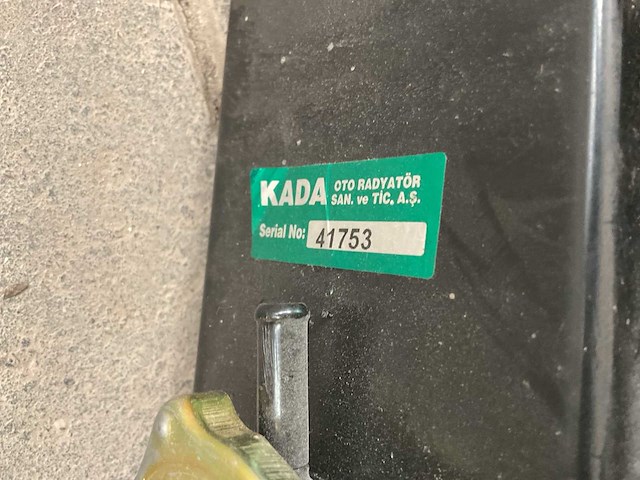 KADA OTO RADYATÖR
SAN. ve TİC. A.Ş.
Serial No: 41753